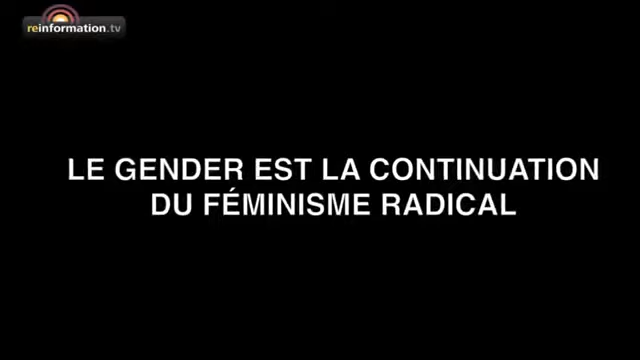 reinformation.tv
LE GENDER EST LA CONTINUATION
DU FÉMINISME RADICAL